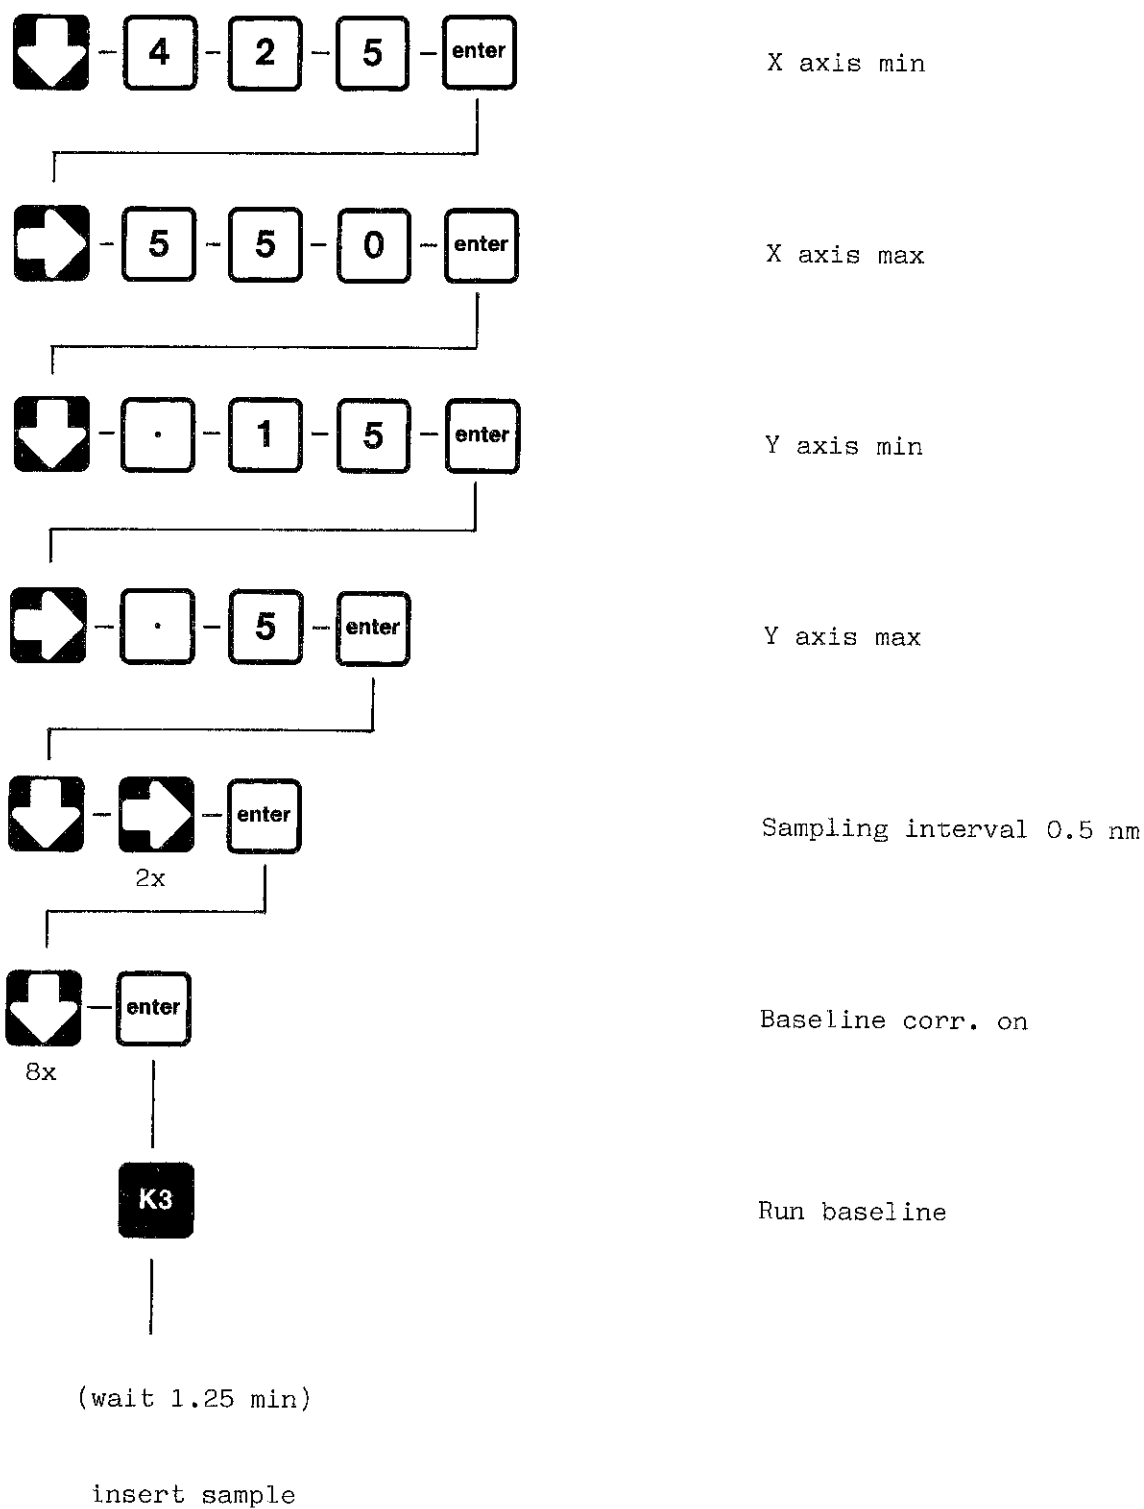 4 - 2 - 5 - enter X axis min
5 - 5 - 0 - enter X axis max
. - 1 - 5 - enter Y axis min
. - 5 - enter Y axis max
enter Sampling interval 0.5 nm
2x
enter Baseline corr. on
8x
K3 Run baseline
(wait 1.25 min)
insert sample